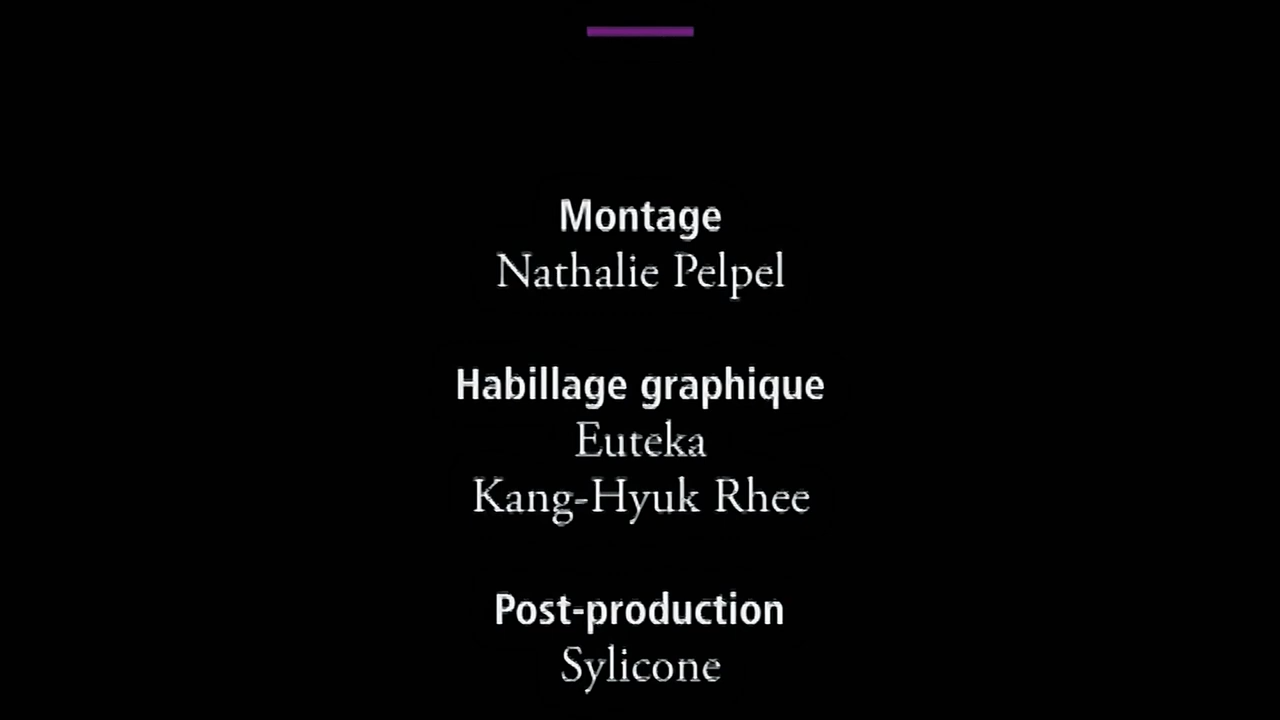 Montage
Nathalie Pelpel
Habillage graphique
Euteka
Kang-Hyuk Rhee
Post-production
Sylicone